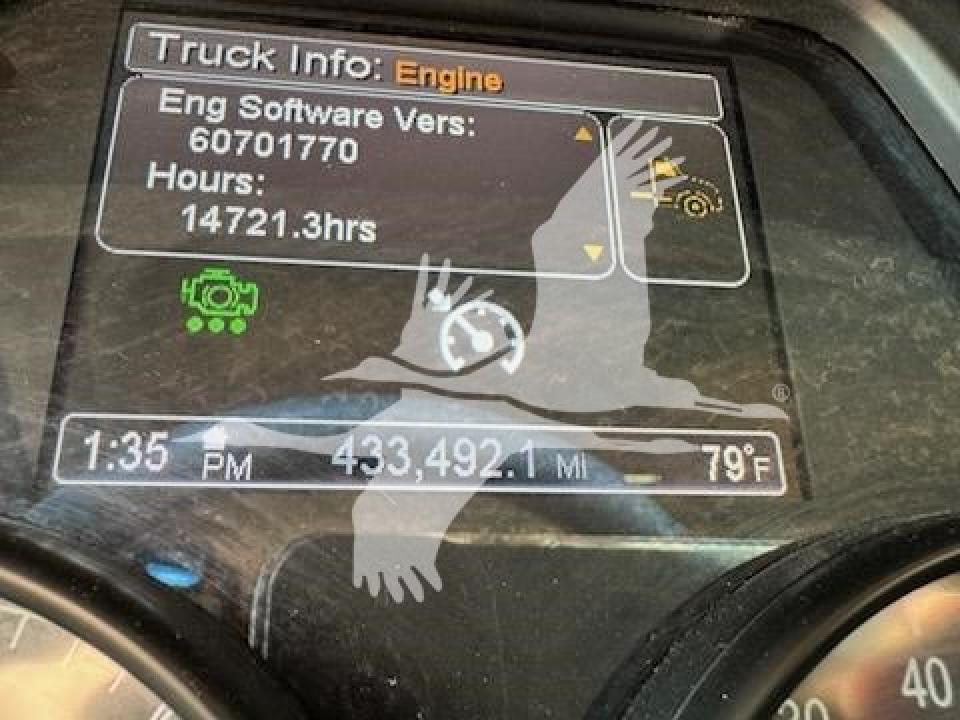 Truck Info: Engine
Eng Software Vers:
60701770
Hours:
14721.3hrs
®
1:35 PM 433,492.1 MI 79°F
40